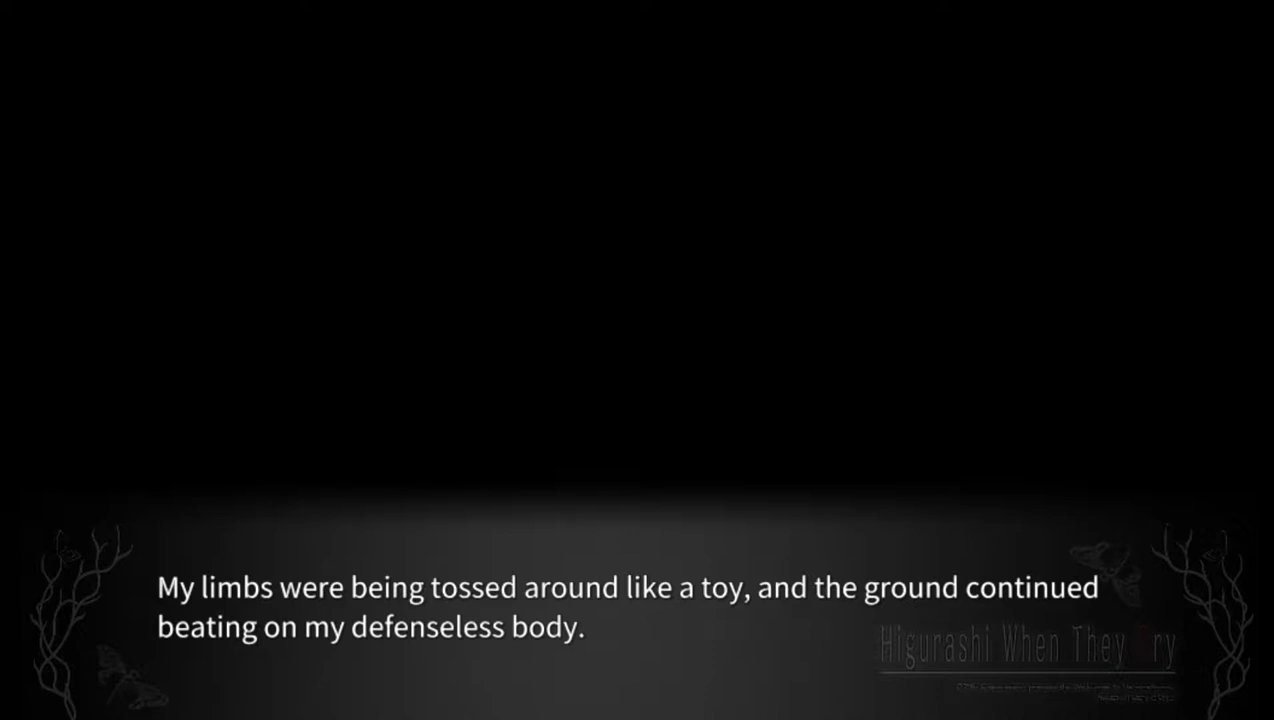 My limbs were being tossed around like a toy, and the ground continued
beating on my defenseless body.
Higurashi When They Cry